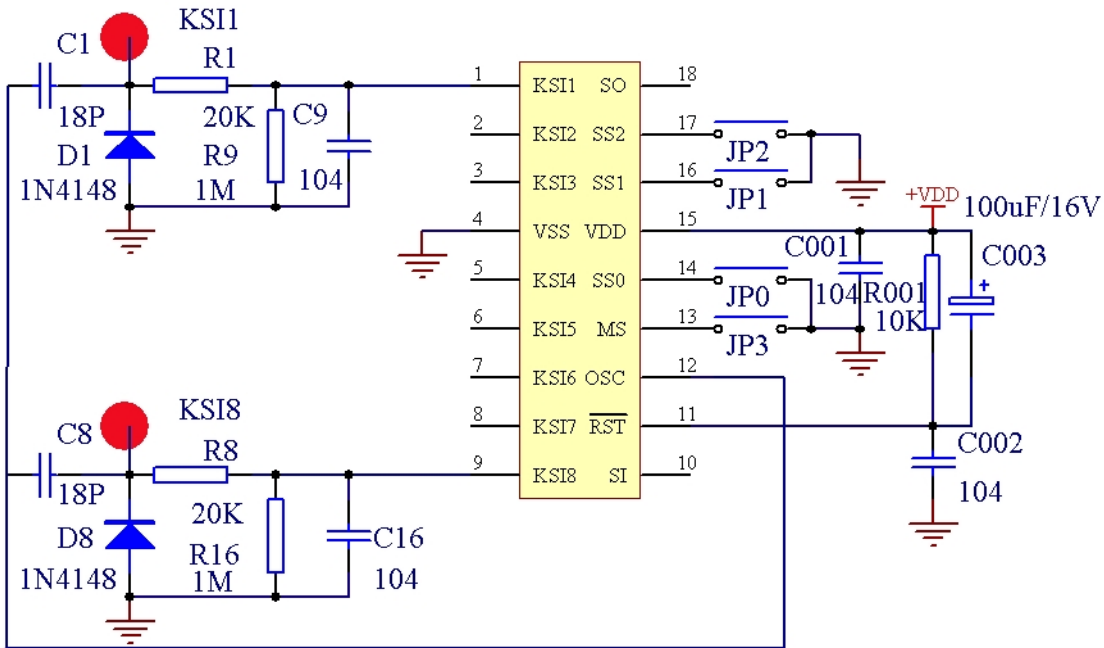 KSI1
C1
R1
18P
20K
C9
D1
R9
1N4148
1M
104
1
2
3
4
5
6
7
8
9
KSI1 SO
KSI2 SS2
KSI3 SS1
VSS VDD
KSI4 SS0
KSI5 MS
KSI6 OSC
KSI7 RST
KSI8 SI
18
17
16
15
14
13
12
11
10
JP2
JP1
JP0
JP3
+VDD
100uF/16V
C001
C003
+
104
R001
10K
C002
104
KSI8
C8
R8
18P
20K
D8
R16
C16
1N4148
1M
104